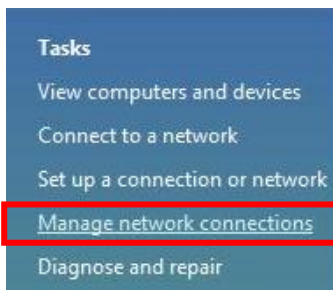 Tasks
View computers and devices
Connect to a network
Set up a connection or network
Manage network connections
Diagnose and repair